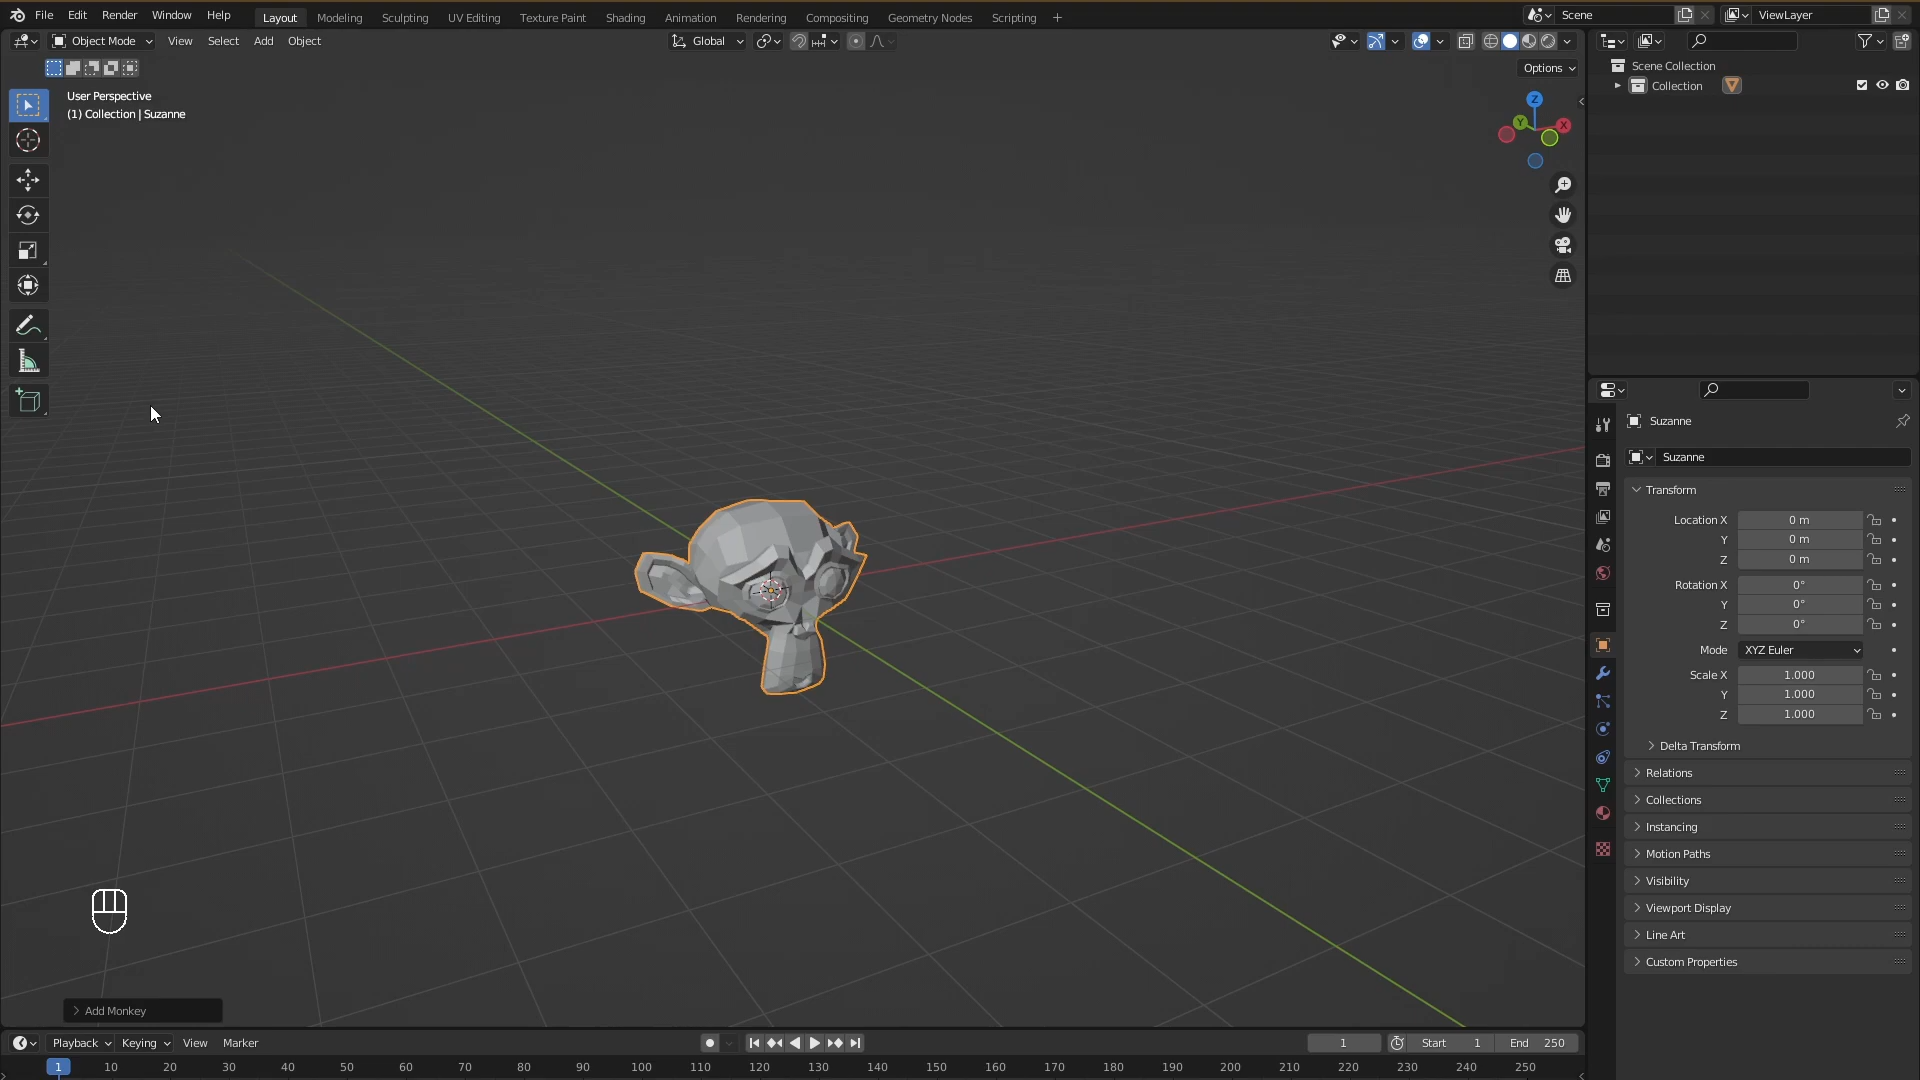 File Edit Render Window Help Layout Modeling Sculpting UV Editing Texture Paint Shading Animation Rendering Compositing Geometry Nodes Scripting + Scene ViewLayer
Object Mode View Select Add Object Global
Options
User Perspective
(1) Collection | Suzanne
Z
Y
X
Scene Collection
Collection
Suzanne
Suzanne
Transform
Location X 0 m
Y 0 m
Z 0 m
Rotation X 0°
Y 0°
Z 0°
Mode XYZ Euler
Scale X 1.000
Y 1.000
Z 1.000
Delta Transform
Relations
Collections
Instancing
Motion Paths
Visibility
Viewport Display
Line Art
Custom Properties
Add Monkey
Playback Keying View Marker 1 Start 1 End 250
1 10 20 30 40 50 60 70 80 90 100 110 120 130 140 150 160 170 180 190 200 210 220 230 240 250